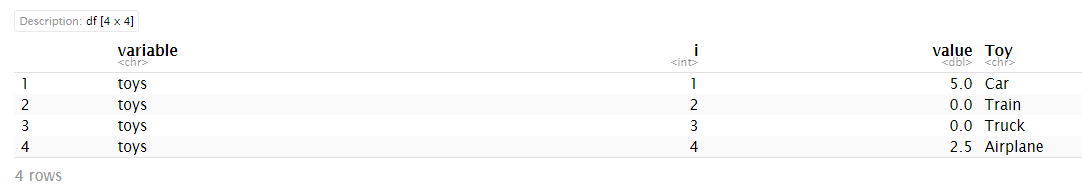 Description: df [4 x 4]
variable i value Toy
<chr> <int> <dbl> <chr>
1 toys 1 5.0 Car
2 toys 2 0.0 Train
3 toys 3 0.0 Truck
4 toys 4 2.5 Airplane
4 rows